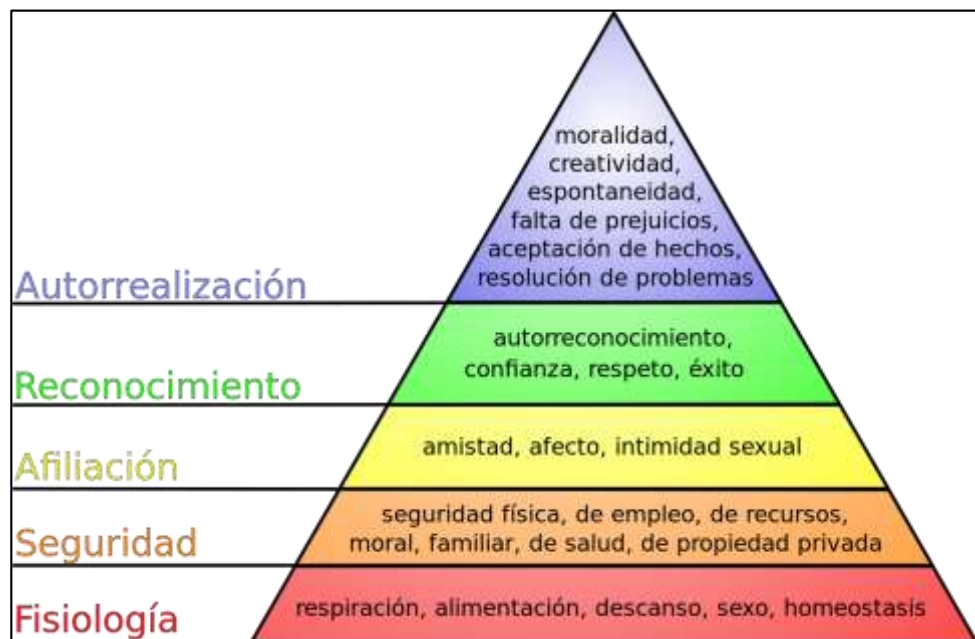 moralidad,
creatividad,
espontaneidad,
falta de prejuicios,
aceptación de hechos,
resolución de problemas
Autorrealización
autorreconocimiento,
confianza, respeto, éxito
Reconocimiento
amistad, afecto, intimidad sexual
Afiliación
seguridad física, de empleo, de recursos,
moral, familiar, de salud, de propiedad privada
Seguridad
respiración, alimentación, descanso, sexo, homeostasis
Fisiología